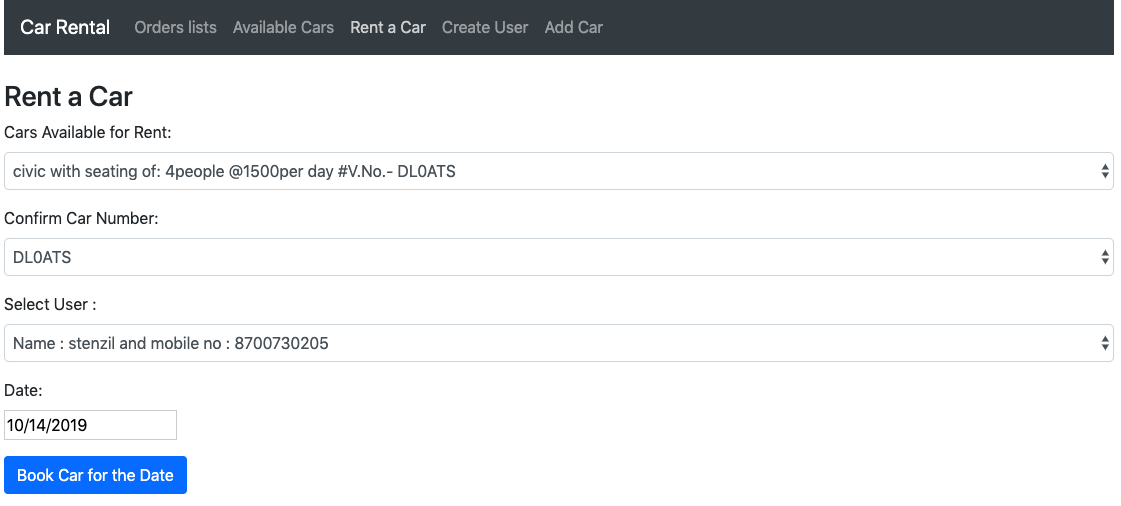 Car Rental Orders lists Available Cars Rent a Car Create User Add Car
Rent a Car
Cars Available for Rent:
civic with seating of: 4people @1500per day #V.No.- DL0ATS
Confirm Car Number:
DL0ATS
Select User :
Name : stenzil and mobile no : 8700730205
Date:
10/14/2019
Book Car for the Date